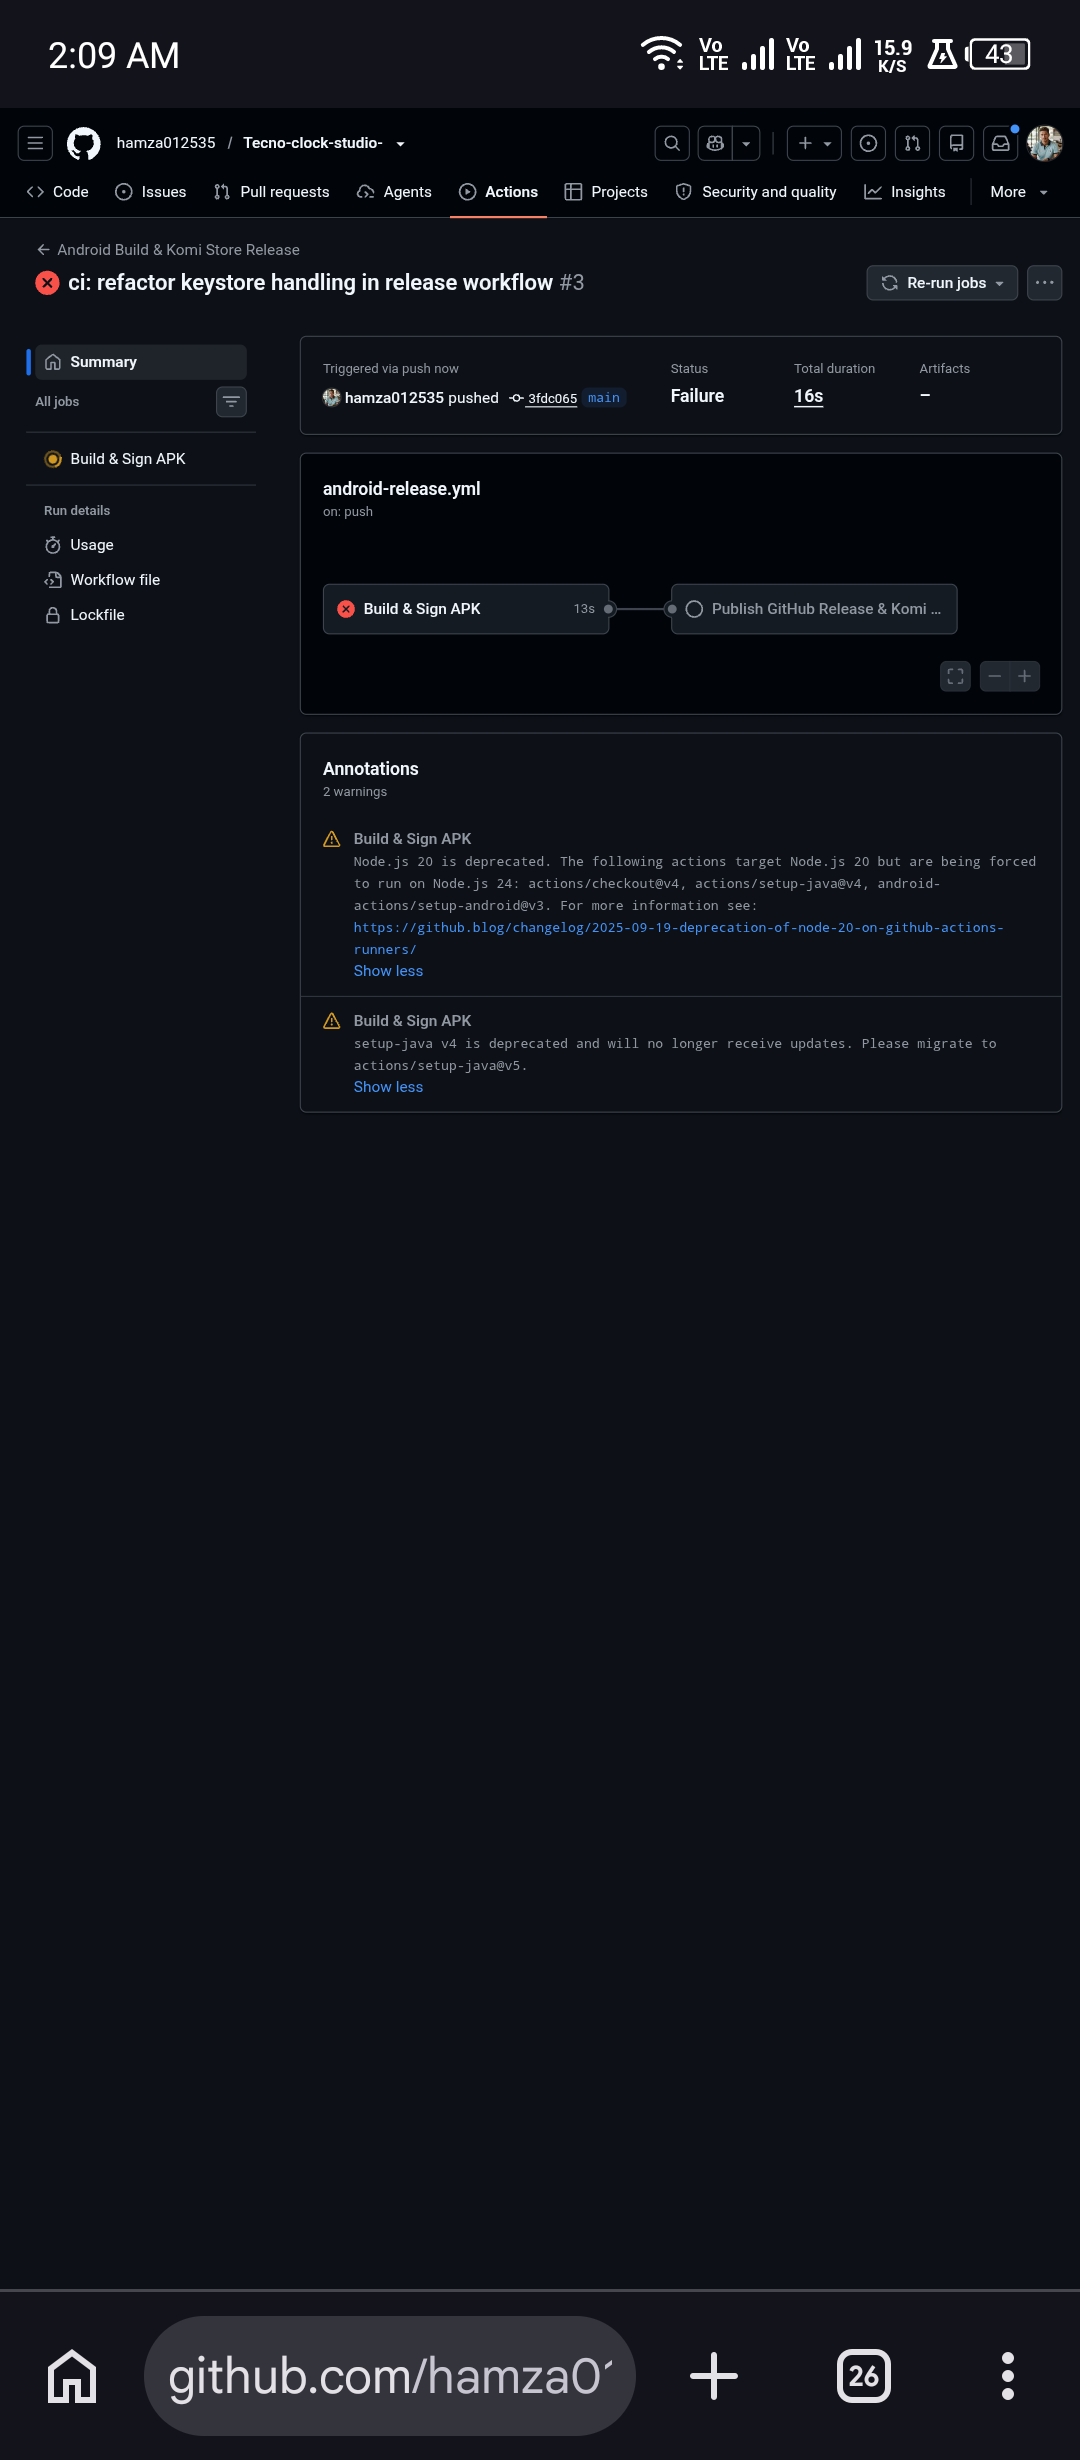 2:09 AM
Vo LTE Vo LTE 15.9 K/S 43
hamza012535 / Tecno-clock-studio-
Code Issues Pull requests Agents Actions Projects Security and quality Insights More
Android Build & Komi Store Release
ci: refactor keystore handling in release workflow #3
Re-run jobs
Summary
All jobs
Build & Sign APK
Run details
Usage
Workflow file
Lockfile
Triggered via push now
hamza012535 pushed 3fdc065 main
Status
Failure
Total duration
16s
Artifacts
–
android-release.yml
on: push
Build & Sign APK 13s
Publish GitHub Release & Komi ...
Annotations
2 warnings
Build & Sign APK
Node.js 20 is deprecated. The following actions target Node.js 20 but are being forced
to run on Node.js 24: actions/checkout@v4, actions/setup-java@v4, android-
actions/setup-android@v3. For more information see:
https://github.blog/changelog/2025-09-19-deprecation-of-node-20-on-github-actions-
runners/
Show less
Build & Sign APK
setup-java v4 is deprecated and will no longer receive updates. Please migrate to
actions/setup-java@v5.
Show less
github.com/hamza0
26